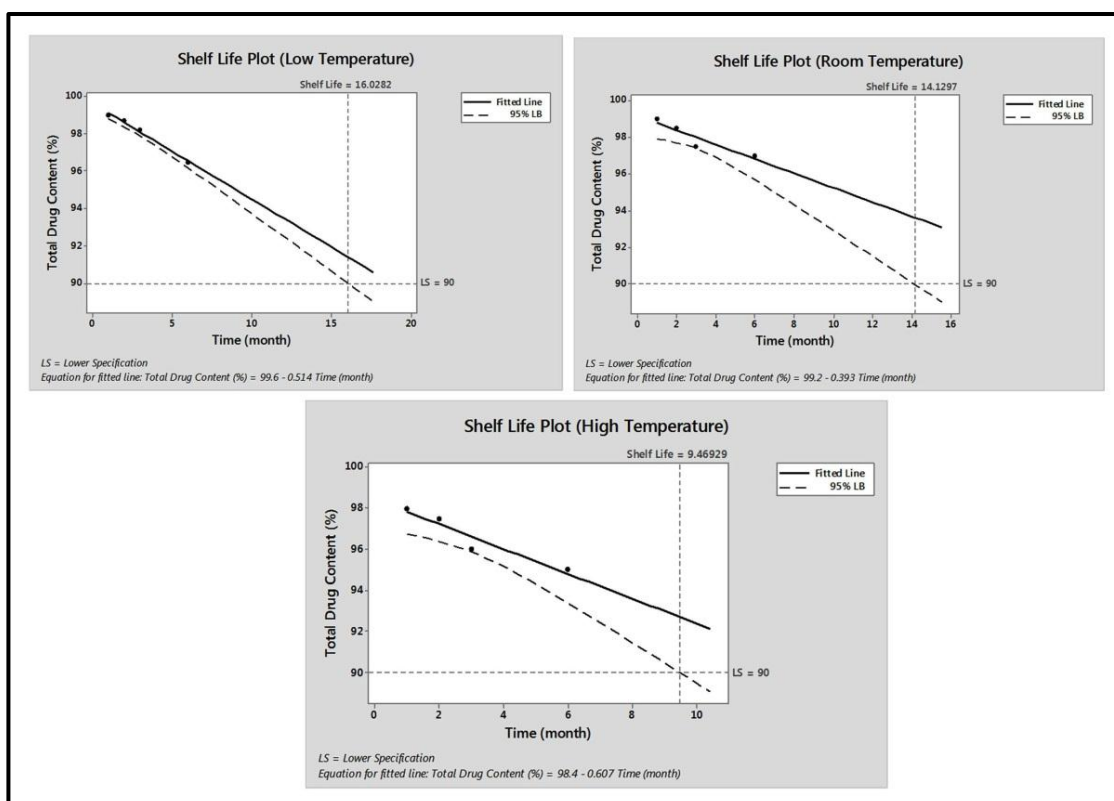 Shelf Life Plot (Low Temperature)
Shelf Life = 16.0282
100
98
96
94
92
90
Total Drug Content (%)
LS = 90
0 5 10 15 20
Time (month)
Fitted Line
95% LB
LS = Lower Specification
Equation for fitted line: Total Drug Content (%) = 99.6 - 0.514 Time (month)
Shelf Life Plot (Room Temperature)
Shelf Life = 14.1297
100
98
96
94
92
90
Total Drug Content (%)
LS = 90
0 2 4 6 8 10 12 14 16
Time (month)
Fitted Line
95% LB
LS = Lower Specification
Equation for fitted line: Total Drug Content (%) = 99.2 - 0.393 Time (month)
Shelf Life Plot (High Temperature)
Shelf Life = 9.46929
100
98
96
94
92
90
Total Drug Content (%)
LS = 90
0 2 4 6 8 10
Time (month)
Fitted Line
95% LB
LS = Lower Specification
Equation for fitted line: Total Drug Content (%) = 98.4 - 0.607 Time (month)